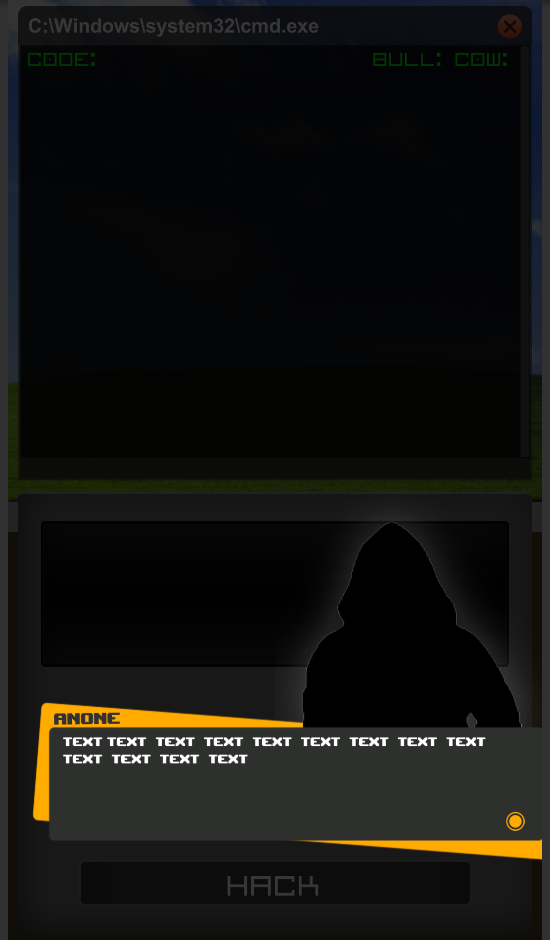 C:\Windows\system32\cmd.exe
CODE: BULL: COW:
ANONE
TEXT TEXT TEXT TEXT TEXT TEXT TEXT TEXT TEXT
TEXT TEXT TEXT TEXT
HACK